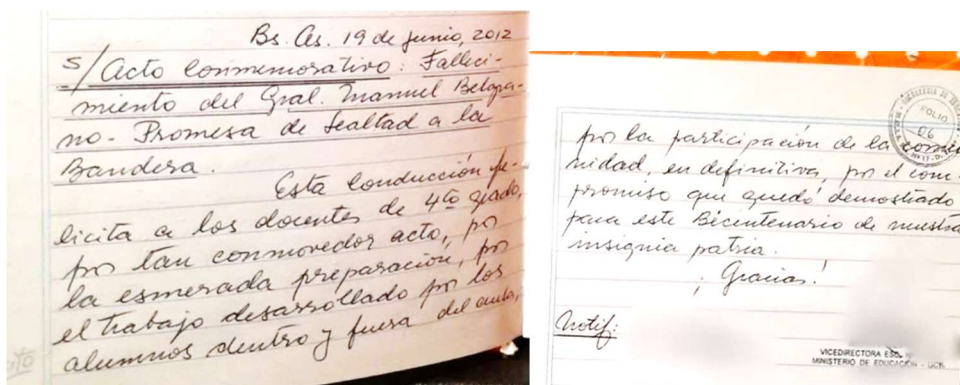 Bs. As. 19 de junio, 2012
S/Acto Conmemorativo: Falleci-
miento del Gral. Manuel Belgra-
no - Promesa de Lealtad a la
Bandera.
Esta Conducción fe-
licita a los docentes de 4to grado,
por tan conmovedor acto, por
la esmerada preparación, por
el trabajo desarrollado por los
alumnos dentro y fuera del aula,
por la participación de la comu
nidad, en definitiva, por el com-
promiso que quedó demostrado
para este Bicentenario de nuestra
insignia patria.
¡Gracias!
Notif:
FOLIO
06
VICEDIRECTORA ESC.
MINISTERIO DE EDUCACIÓN - GCB